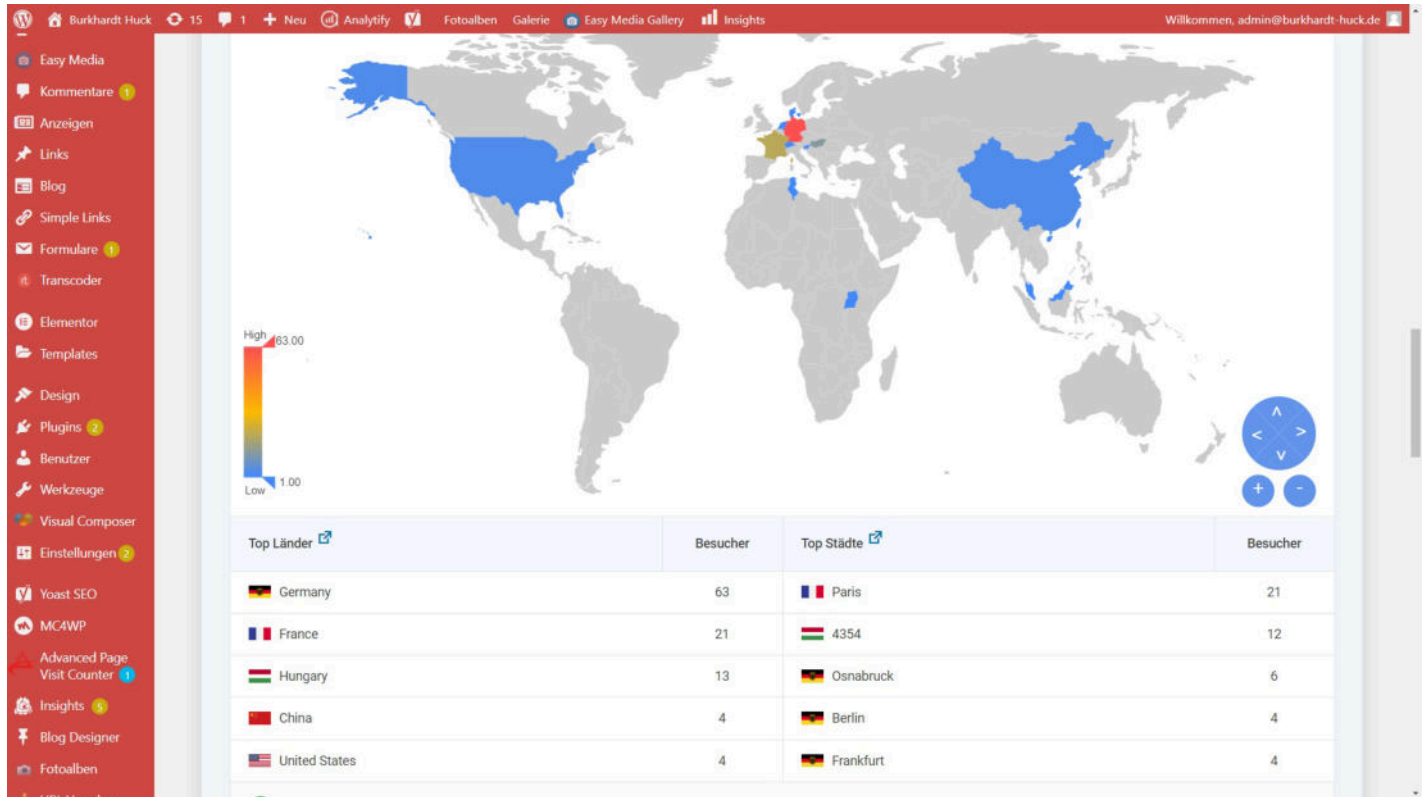 Burkhardt Huck 15 1 + Neu Analytify Fotoalben Galerie Easy Media Gallery Insights Willkommen, admin@burkhardt-huck.de
Easy Media
Kommentare 1
Anzeigen
Links
Blog
Simple Links
Formulare 1
Transcoder
Elementor
Templates
Design
Plugins 2
Benutzer
Werkzeuge
Visual Composer
Einstellungen 2
Yoast SEO
MC4WP
Advanced Page
Visit Counter 1
Insights 5
Blog Designer
Fotoalben
High 63.00
Low 1.00
Top Länder Besucher Top Städte Besucher
Germany 63 Paris 21
France 21 4354 12
Hungary 13 Osnabruck 6
China 4 Berlin 4
United States 4 Frankfurt 4